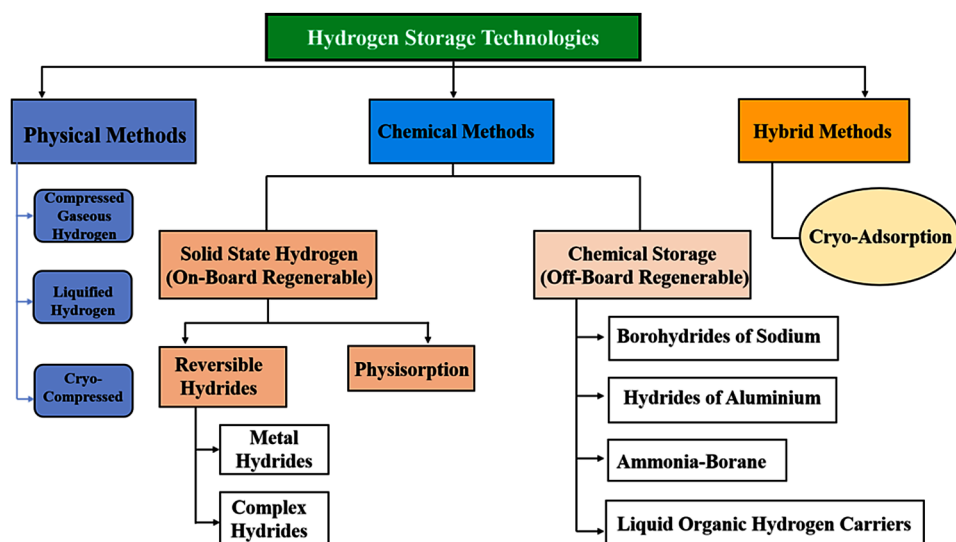 Hydrogen Storage Technologies
Physical Methods
Chemical Methods
Hybrid Methods
Compressed
Gaseous
Hydrogen
Liquified
Hydrogen
Cryo-
Compressed
Solid State Hydrogen
(On-Board Regenerable)
Reversible
Hydrides
Physisorption
Metal
Hydrides
Complex
Hydrides
Chemical Storage
(Off-Board Regenerable)
Borohydrides of Sodium
Hydrides of Aluminium
Ammonia-Borane
Liquid Organic Hydrogen Carriers
Cryo-Adsorption